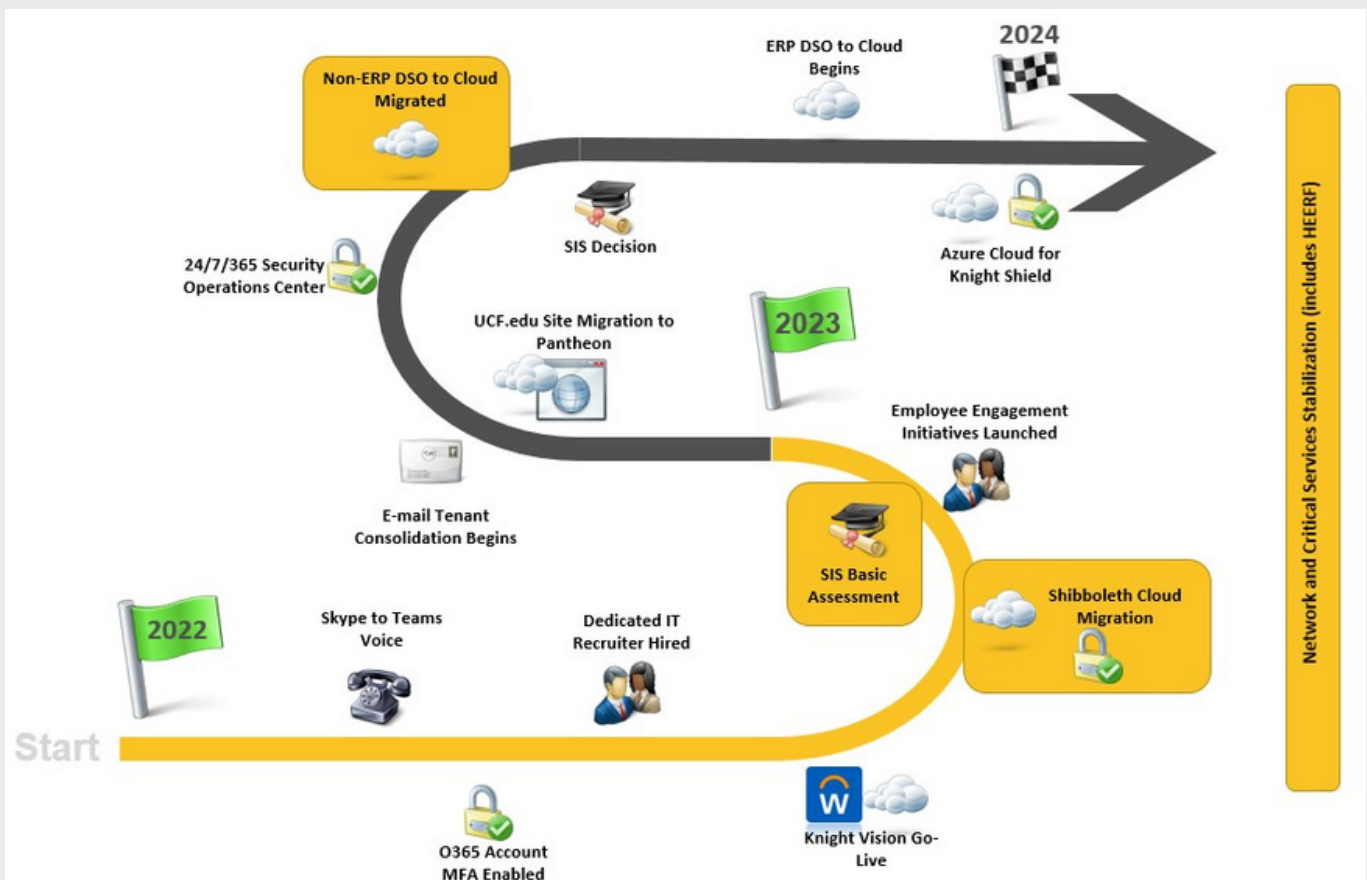 2024
ERP DSO to Cloud
Begins
Non-ERP DSO to Cloud
Migrated
SIS Decision
Azure Cloud for
Knight Shield
24/7/365 Security
Operations Center
UCF.edu Site Migration to
Pantheon
2023
Employee Engagement
Initiatives Launched
E-mail Tenant
Consolidation Begins
SIS Basic
Assessment
Shibboleth Cloud
Migration
2022
Skype to Teams
Voice
Dedicated IT
Recruiter Hired
Start
W
Knight Vision Go-
Live
O365 Account
MFA Enabled
Network and Critical Services Stabilization (includes HEERF)